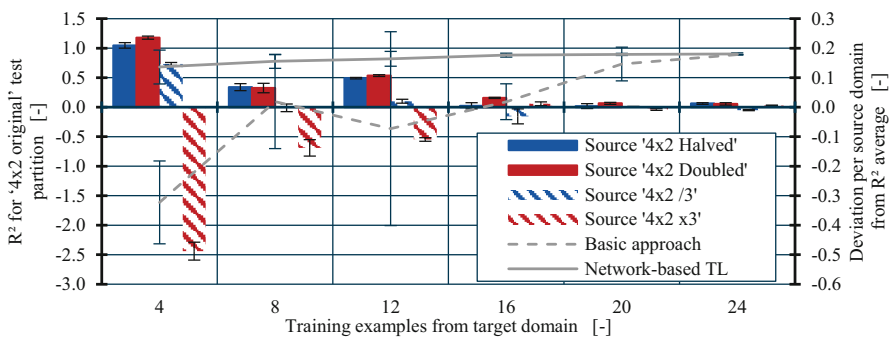 R² for '4x2 original' test
partition [-]
1.5
1.0
0.5
0.0
-0.5
-1.0
-1.5
-2.0
-2.5
-3.0
0.3
0.2
0.1
0.0
-0.1
-0.2
-0.3
-0.4
-0.5
-0.6
Deviation per source domain
from R² average [-]
Source '4x2 Halved'
Source '4x2 Doubled'
Source '4x2 /3'
Source '4x2 x3'
Basic approach
Network-based TL
4 8 12 16 20 24
Training examples from target domain [-]